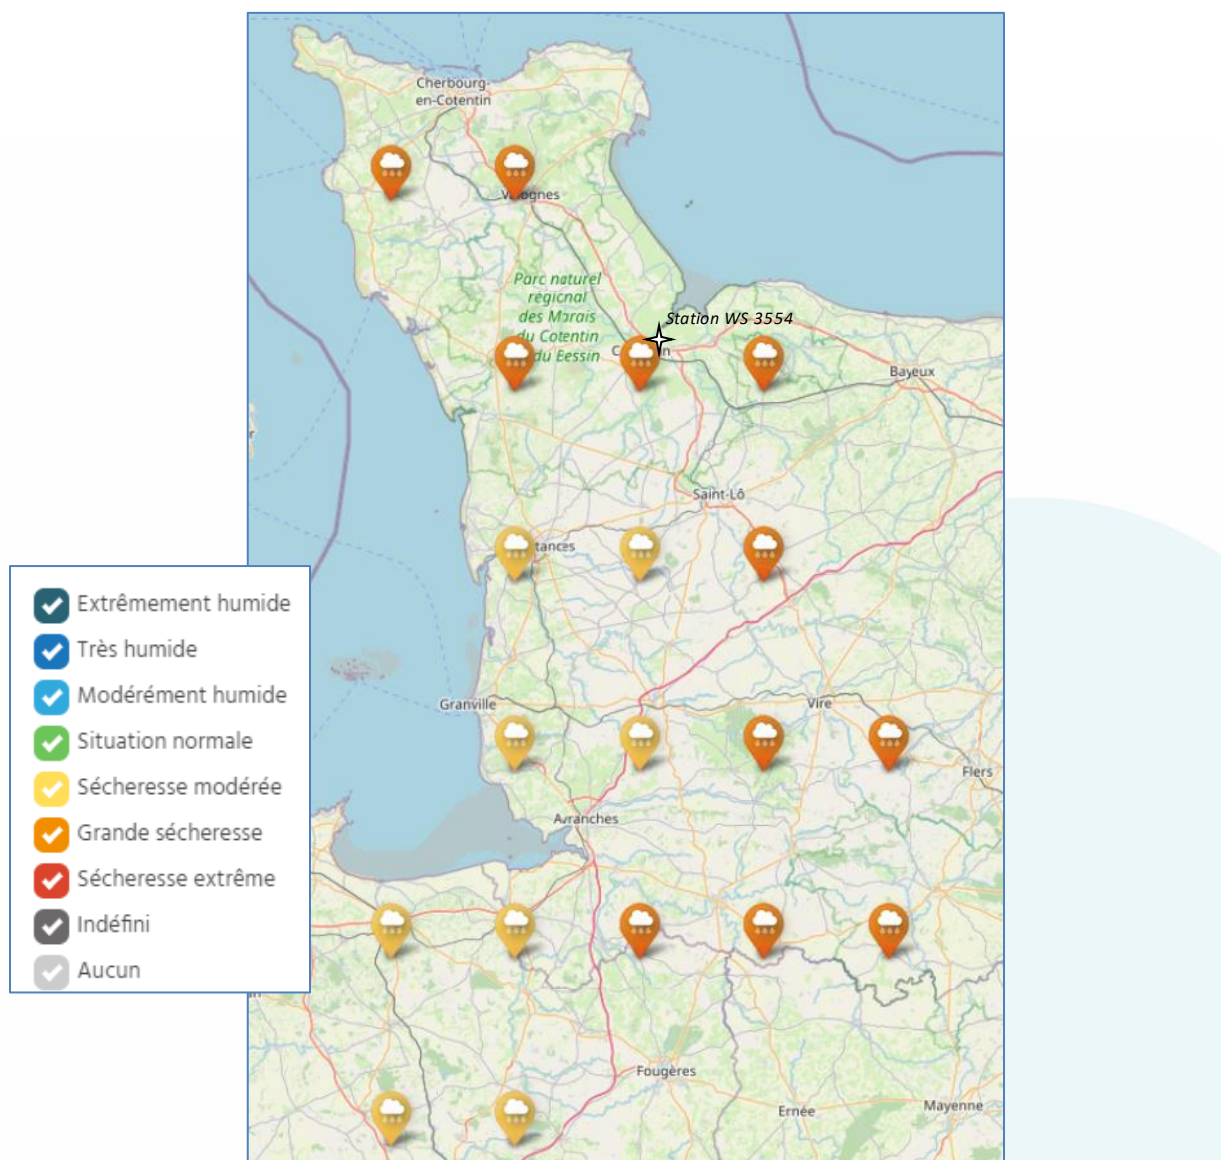 Cherbourg-
en-Cotentin
Parc naturel
régional
des Marais
du Cotentin
du Bessin
Station WS 3554
Bayeux
Saint-Lô
tances
Granville
Vire
Flers
Avranches
Fougères
Ernée
Mayenne
Extrêmement humide
Très humide
Modérément humide
Situation normale
Sécheresse modérée
Grande sécheresse
Sécheresse extrême
Indéfini
Aucun